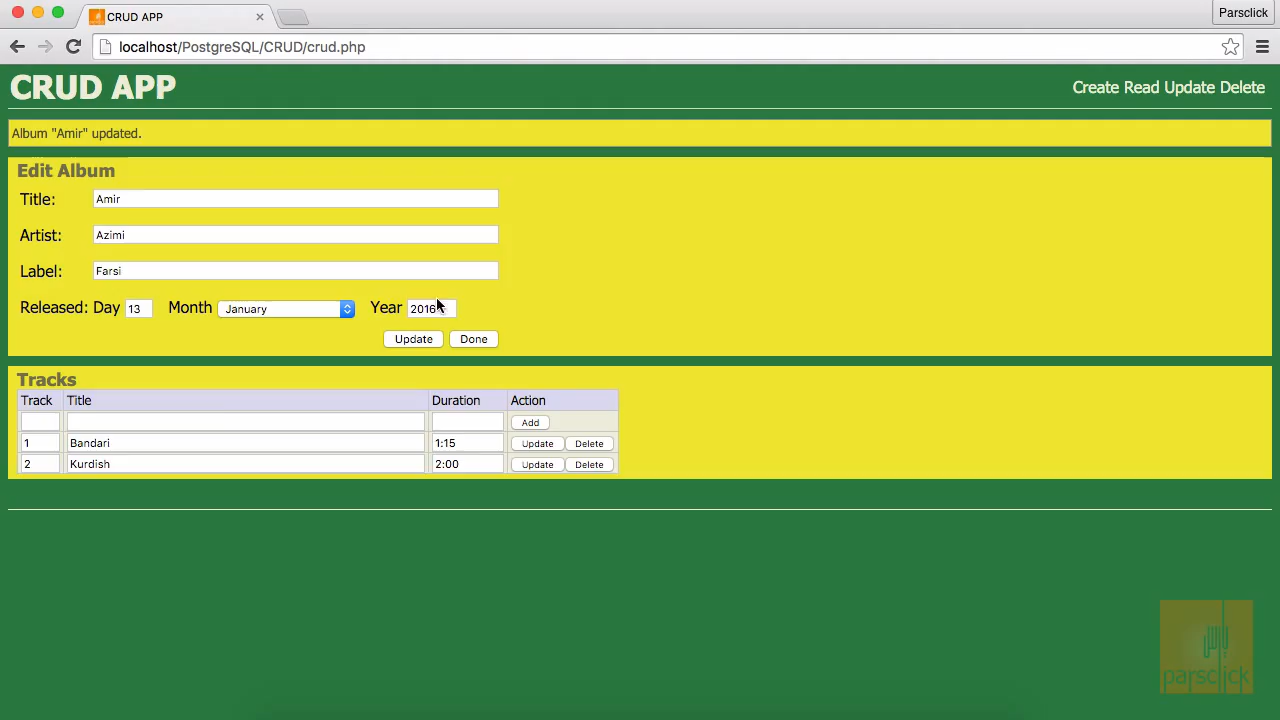 CRUD APP
Parsclick
localhost/PostgreSQL/CRUD/crud.php
CRUD APP
Create Read Update Delete
Album "Amir" updated.
Edit Album
Title: Amir
Artist: Azimi
Label: Farsi
Released: Day 13 Month January Year 2016
Update Done
Tracks
Track Title Duration Action
Add
1 Bandari 1:15 Update Delete
2 Kurdish 2:00 Update Delete
parsclick